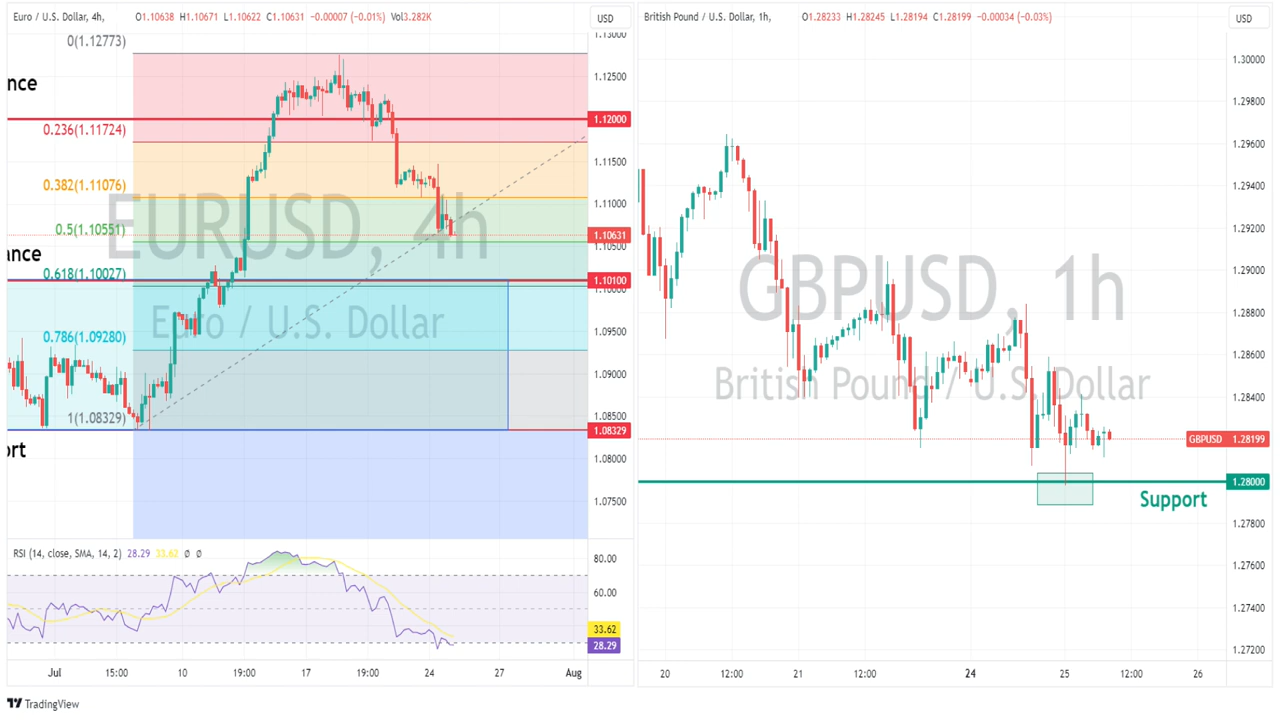 Euro / U.S. Dollar, 4h, O1.10638 H1.10671 L1.10622 C1.10631 -0.00007 (-0.01%) Vol3.282K
USD
0(1.12773)
1.13000
nce
1.12500
1.12000
0.236(1.11724)
1.11500
0.382(1.11076)
1.11000
EURUSD, 4h
0.5(1.10551)
1.10631
1.10500
ance
0.618(1.10027)
1.10100
1.10000
Euro / U.S. Dollar
0.786(1.09280)
1.09500
1.09000
1(1.08329)
1.08500
1.08329
ort
1.08000
1.07500
RSI (14, close, SMA, 14, 2) 28.29 33.62 Ø Ø
80.00
60.00
33.62
28.29
Jul 15:00 10 19:00 17 19:00 24 27 Aug
British Pound / U.S. Dollar, 1h, O1.28233 H1.28245 L1.28194 C1.28199 -0.00034 (-0.03%)
USD
1.30000
1.29800
1.29600
1.29400
1.29200
GBPUSD, 1h
1.29000
1.28800
1.28600
British Pound / U.S. Dollar
1.28400
GBPUSD 1.28199
1.28000
Support
1.27800
1.27600
1.27400
1.27200
20 12:00 21 12:00 24 25 12:00 26
TradingView